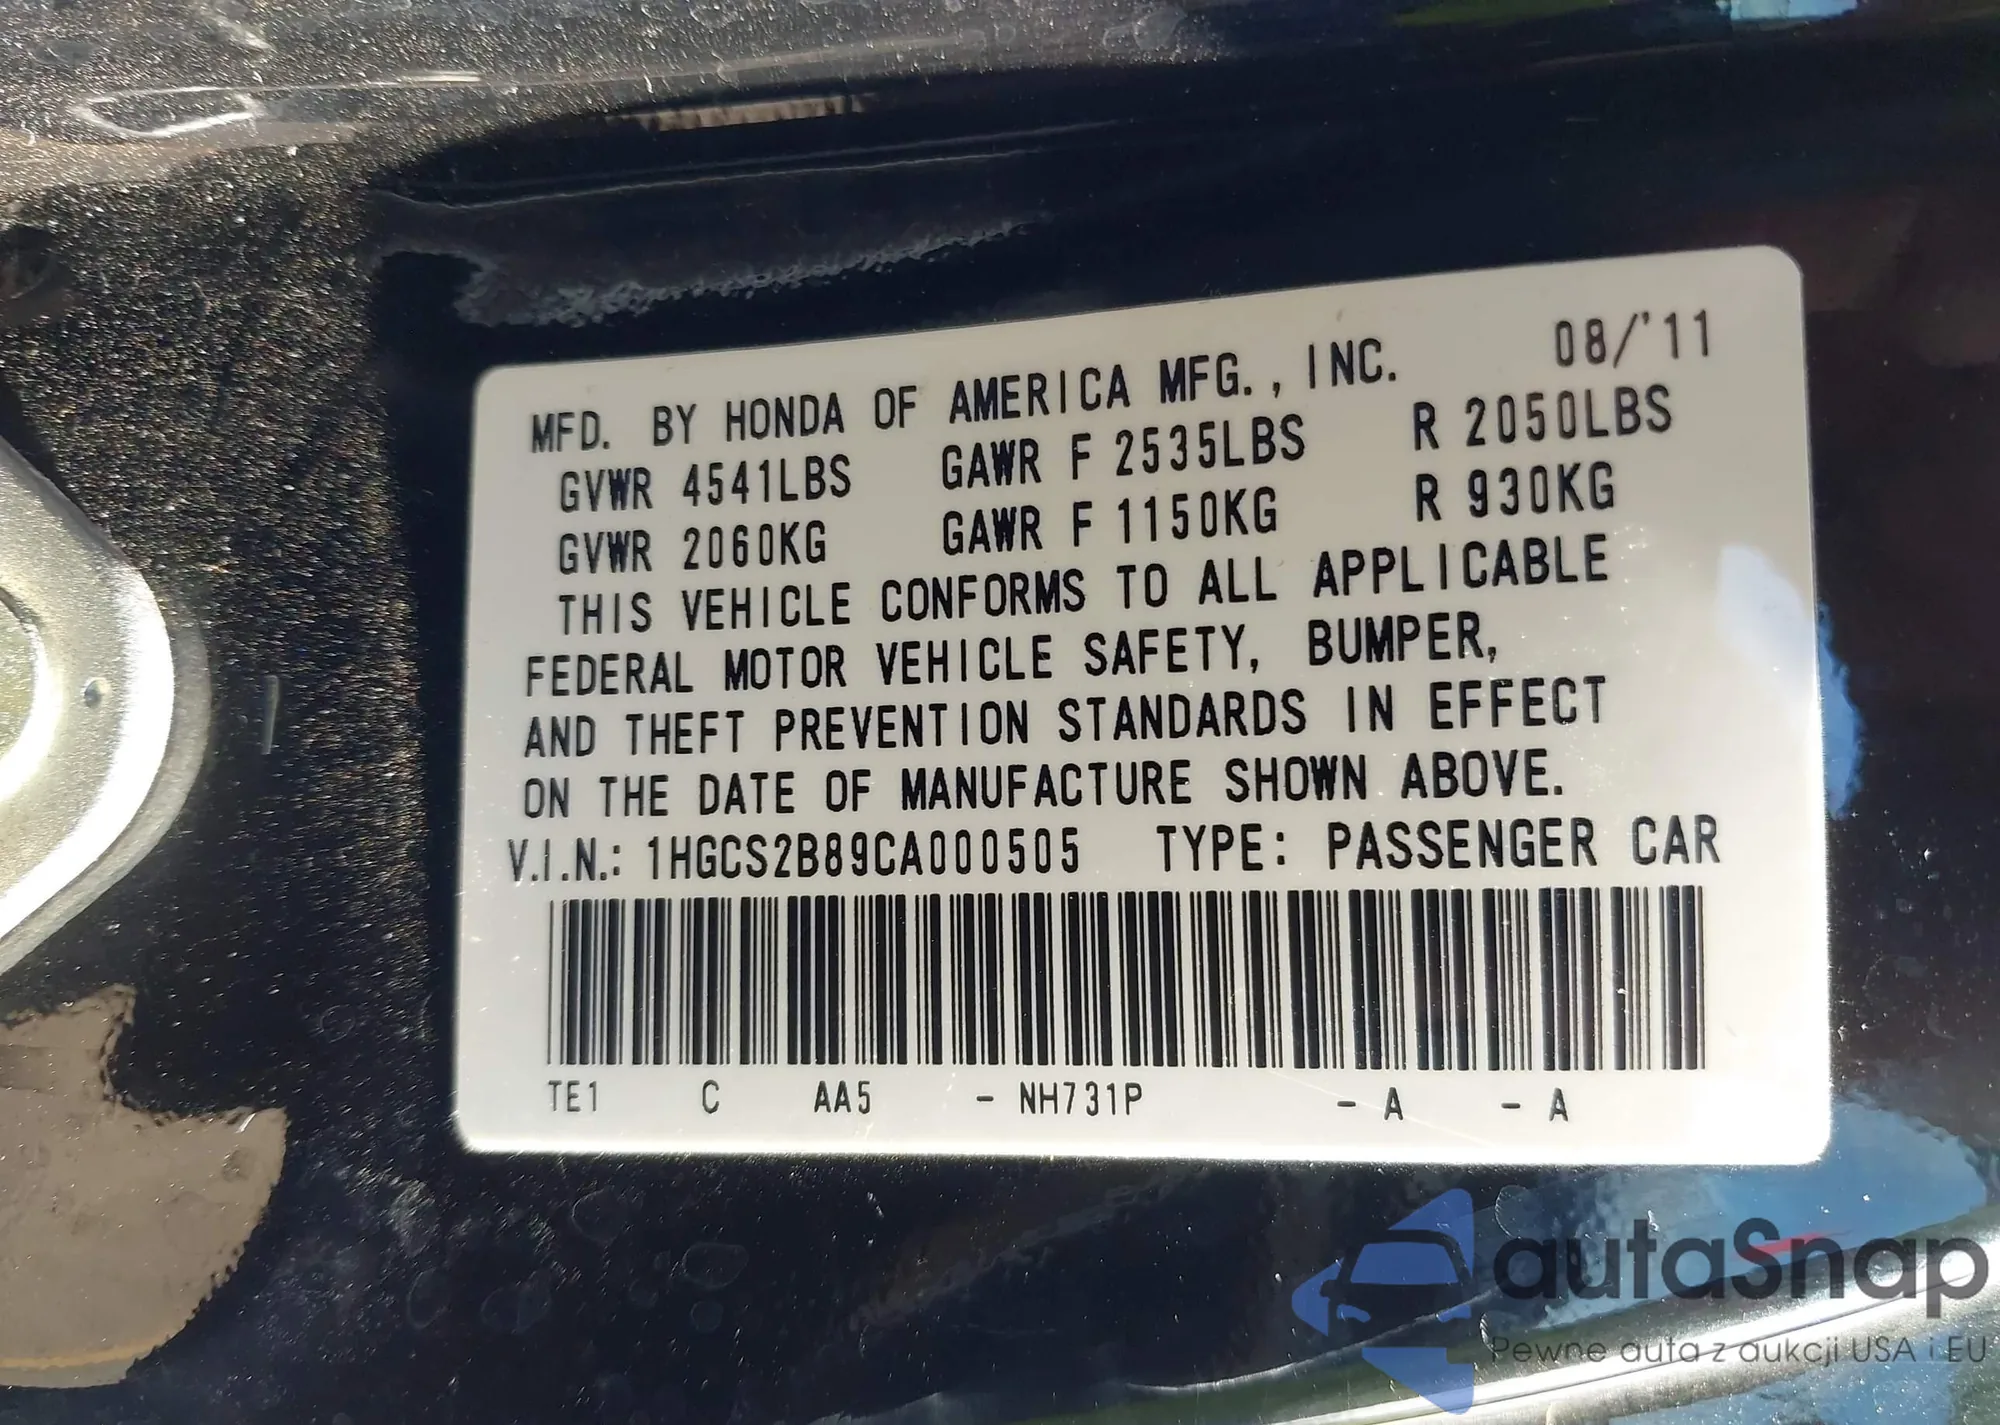 MFD. BY HONDA OF AMERICA MFG., INC. 08/'11
GVWR 4541LBS GAWR F 2535LBS R 2050LBS
GVWR 2060KG GAWR F 1150KG R 930KG
THIS VEHICLE CONFORMS TO ALL APPLICABLE
FEDERAL MOTOR VEHICLE SAFETY, BUMPER,
AND THEFT PREVENTION STANDARDS IN EFFECT
ON THE DATE OF MANUFACTURE SHOWN ABOVE.
V.I.N.: 1HGCS2B89CA000505 TYPE: PASSENGER CAR
TE1 C AA5 - NH731P - A - A
autaSnap
Pewne auta z aukcji USA i EU